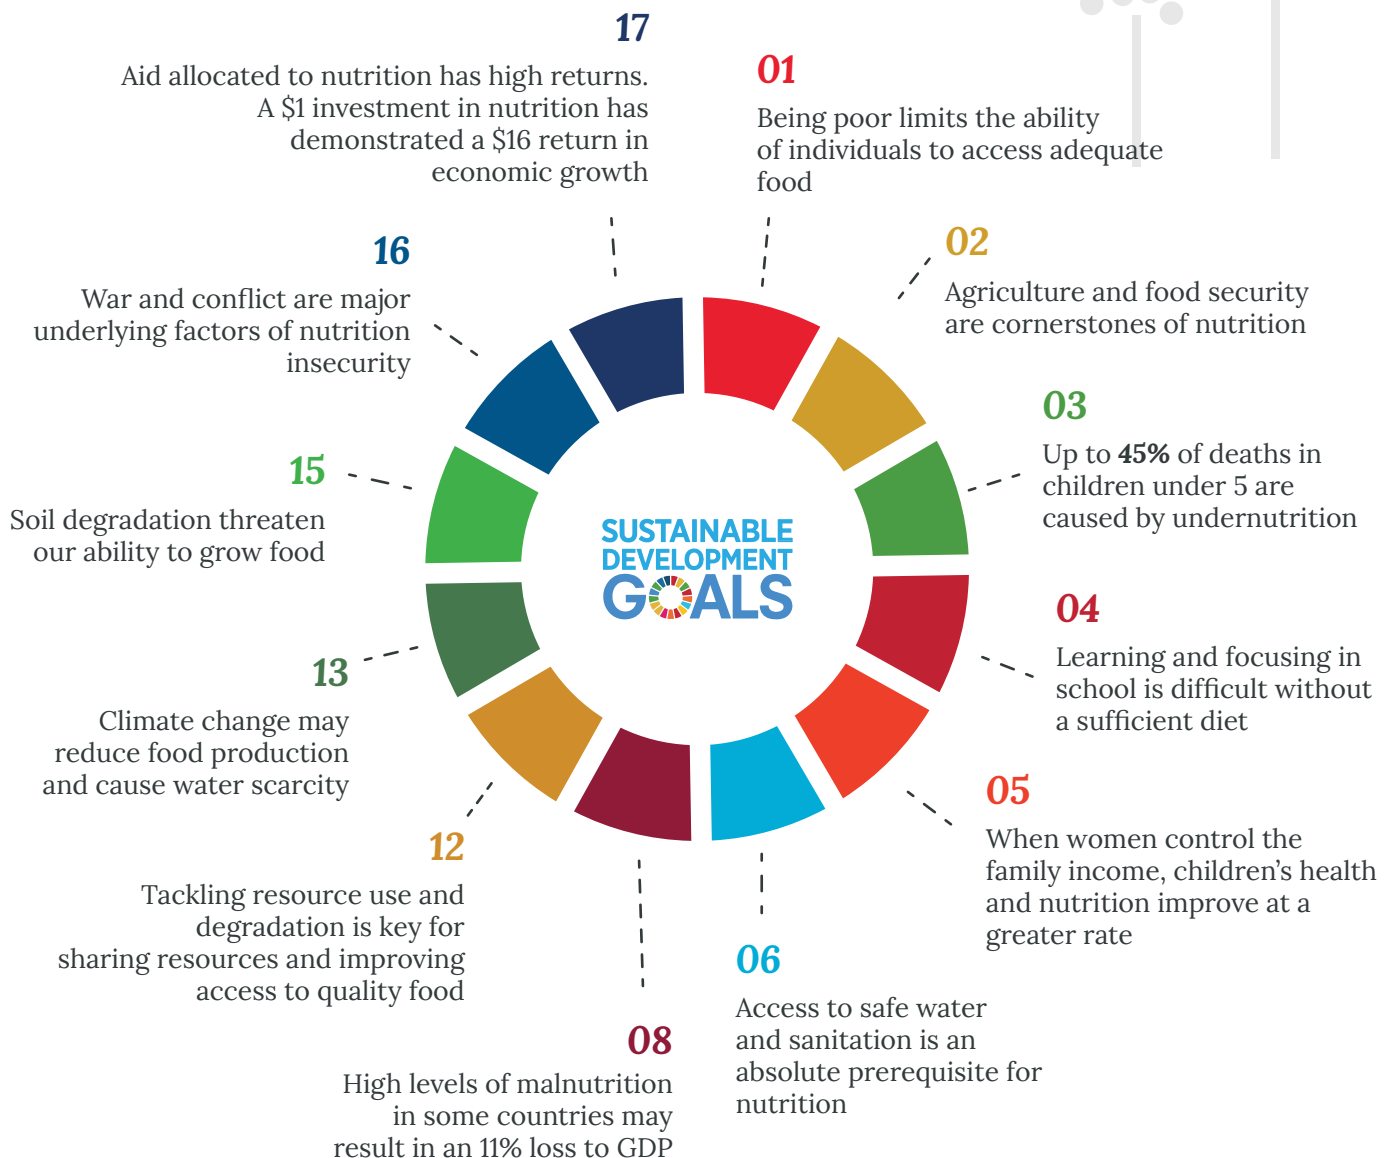 17
Aid allocated to nutrition has high returns.
A $1 investment in nutrition has
demonstrated a $16 return in
economic growth
01
Being poor limits the ability
of individuals to access adequate
food
02
Agriculture and food security
are cornerstones of nutrition
03
Up to 45% of deaths in
children under 5 are
caused by undernutrition
04
Learning and focusing in
school is difficult without
a sufficient diet
05
When women control the
family income, children’s health
and nutrition improve at a
greater rate
06
Access to safe water
and sanitation is an
absolute prerequisite for
nutrition
08
High levels of malnutrition
in some countries may
result in an 11% loss to GDP
12
Tackling resource use and
degradation is key for
sharing resources and improving
access to quality food
13
Climate change may
reduce food production
and cause water scarcity
15
Soil degradation threaten
our ability to grow food
16
War and conflict are major
underlying factors of nutrition
insecurity
SUSTAINABLE
DEVELOPMENT
GOALS